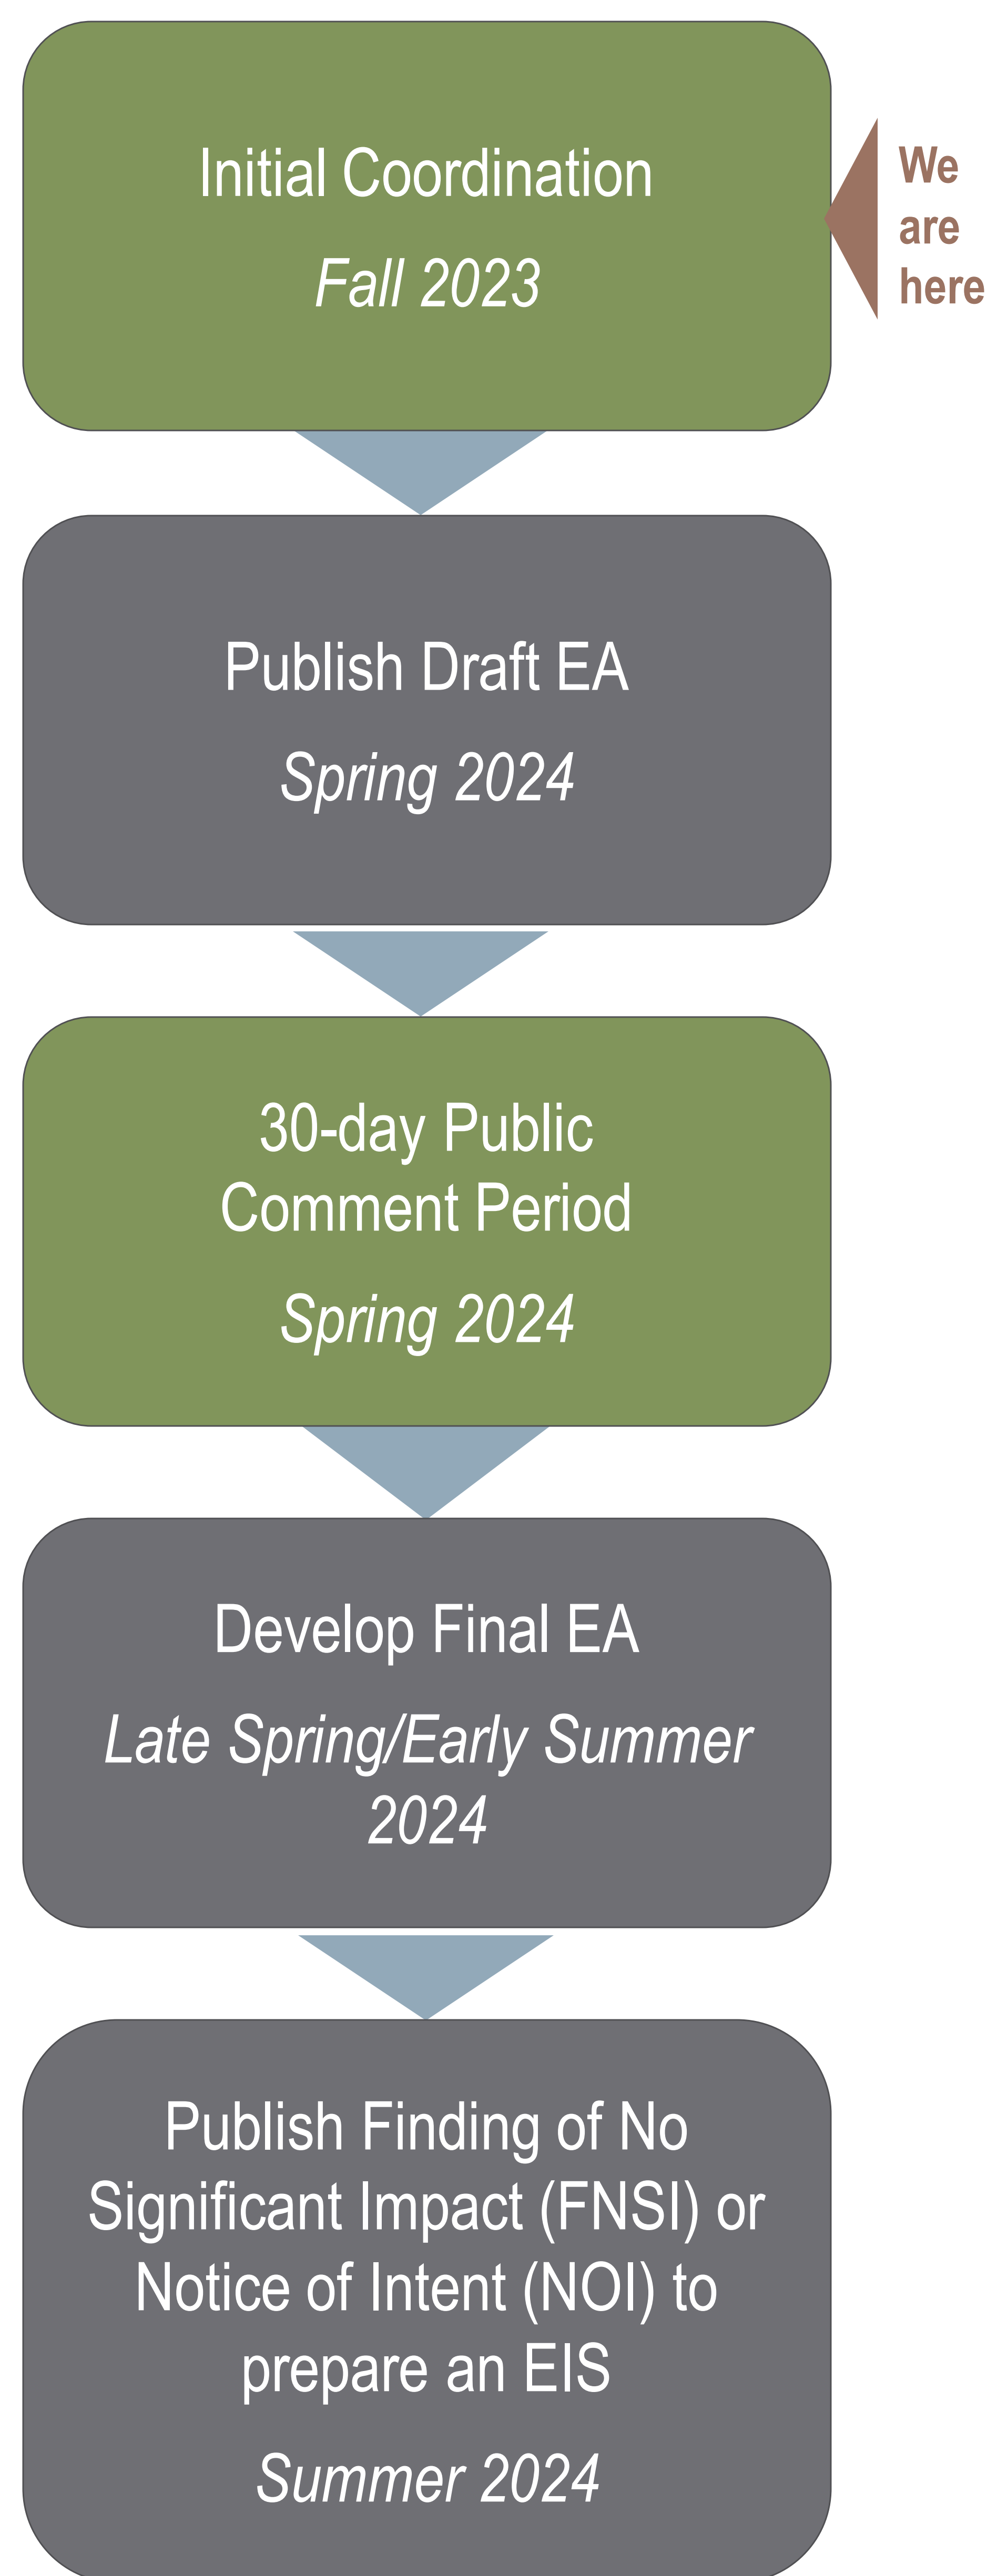 Initial Coordination
Fall 2023
We
are
here
Publish Draft EA
Spring 2024
30-day Public
Comment Period
Spring 2024
Develop Final EA
Late Spring/Early Summer
2024
Publish Finding of No
Significant Impact (FNSI) or
Notice of Intent (NOI) to
prepare an EIS
Summer 2024